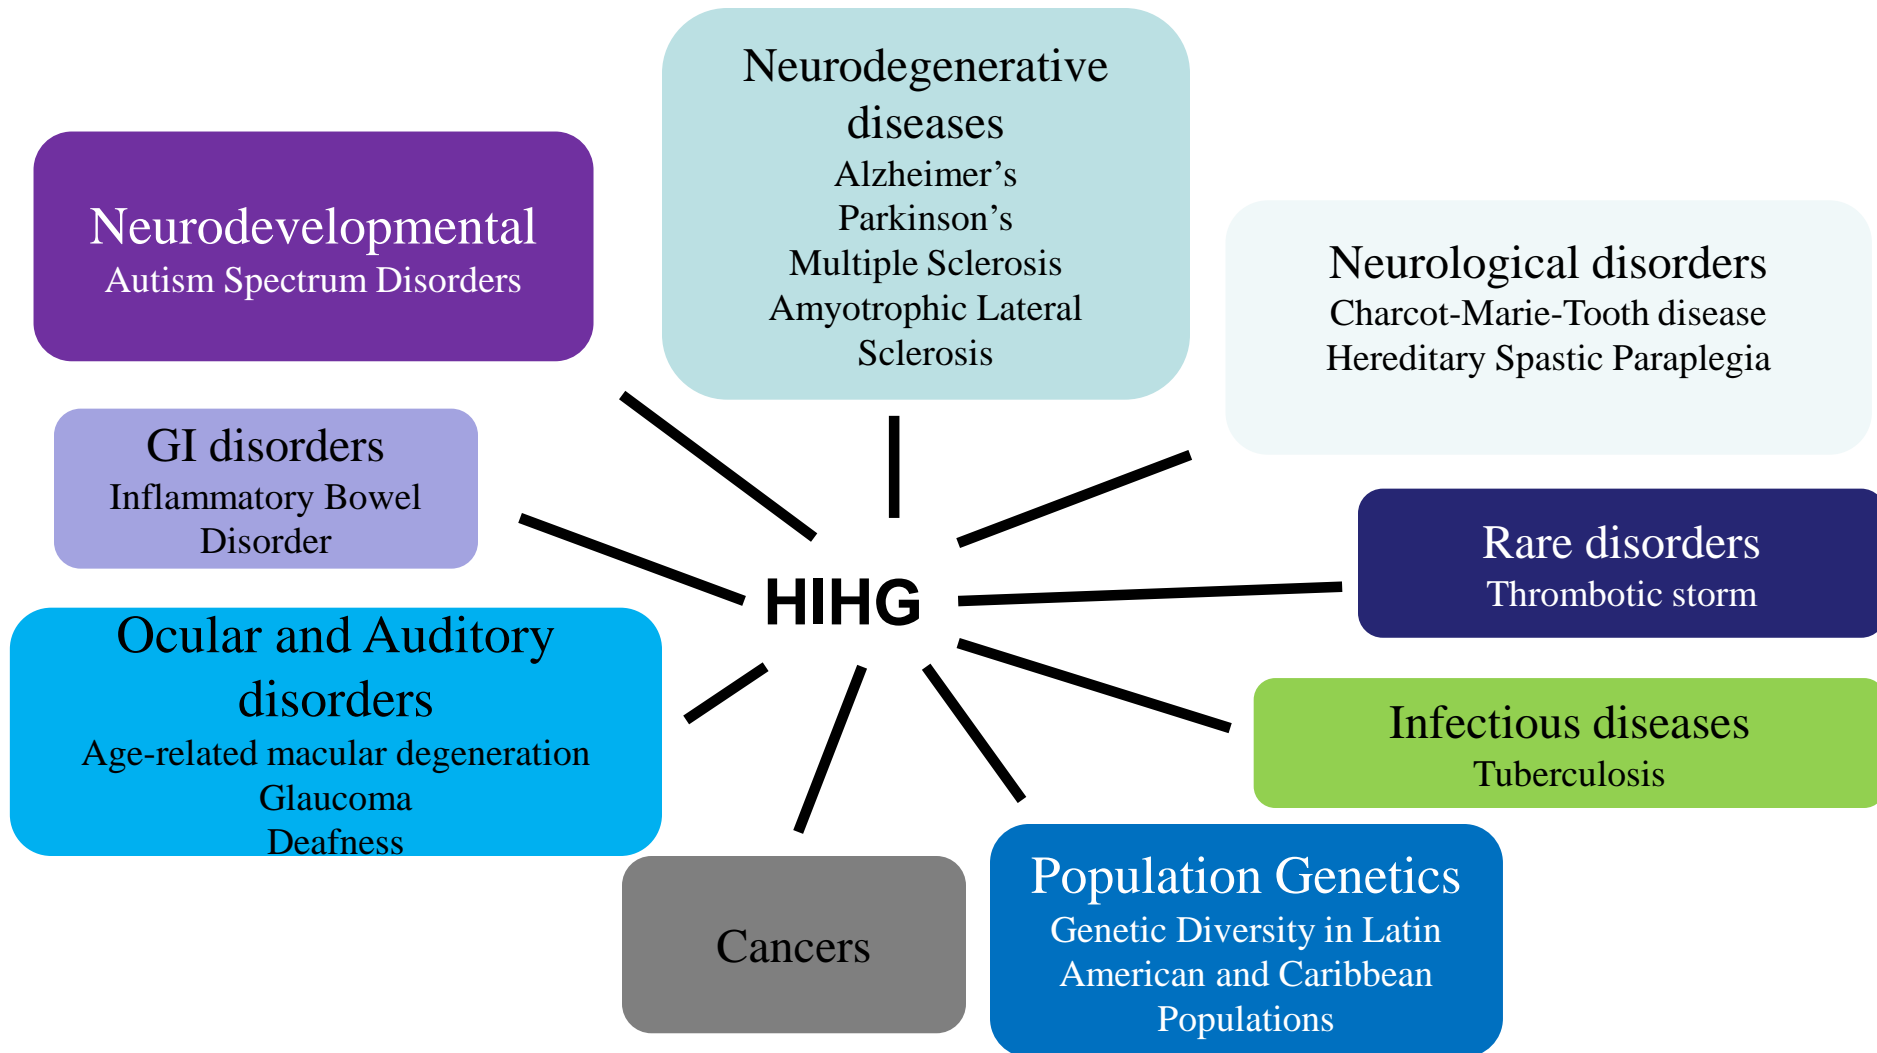 Neurodegenerative
diseases
Alzheimer’s
Parkinson’s
Multiple Sclerosis
Amyotrophic Lateral
Sclerosis
Neurodevelopmental
Autism Spectrum Disorders
Neurological disorders
Charcot-Marie-Tooth disease
Hereditary Spastic Paraplegia
GI disorders
Inflammatory Bowel
Disorder
Rare disorders
Thrombotic storm
HIHG
Ocular and Auditory
disorders
Age-related macular degeneration
Glaucoma
Deafness
Infectious diseases
Tuberculosis
Cancers
Population Genetics
Genetic Diversity in Latin
American and Caribbean
Populations